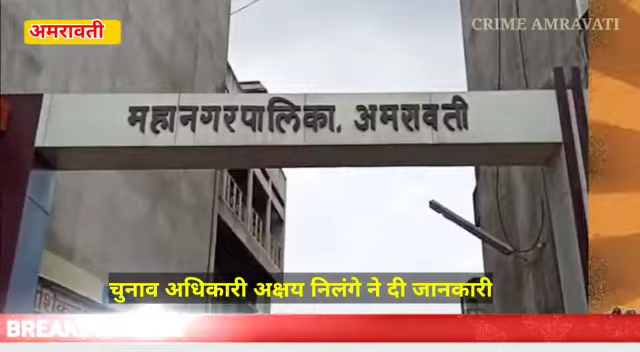 अमरावती
CRIME AMRAVATI
महानगरपालिका, अमरावती
चुनाव अधिकारी अक्षय निलंगे ने दी जानकारी